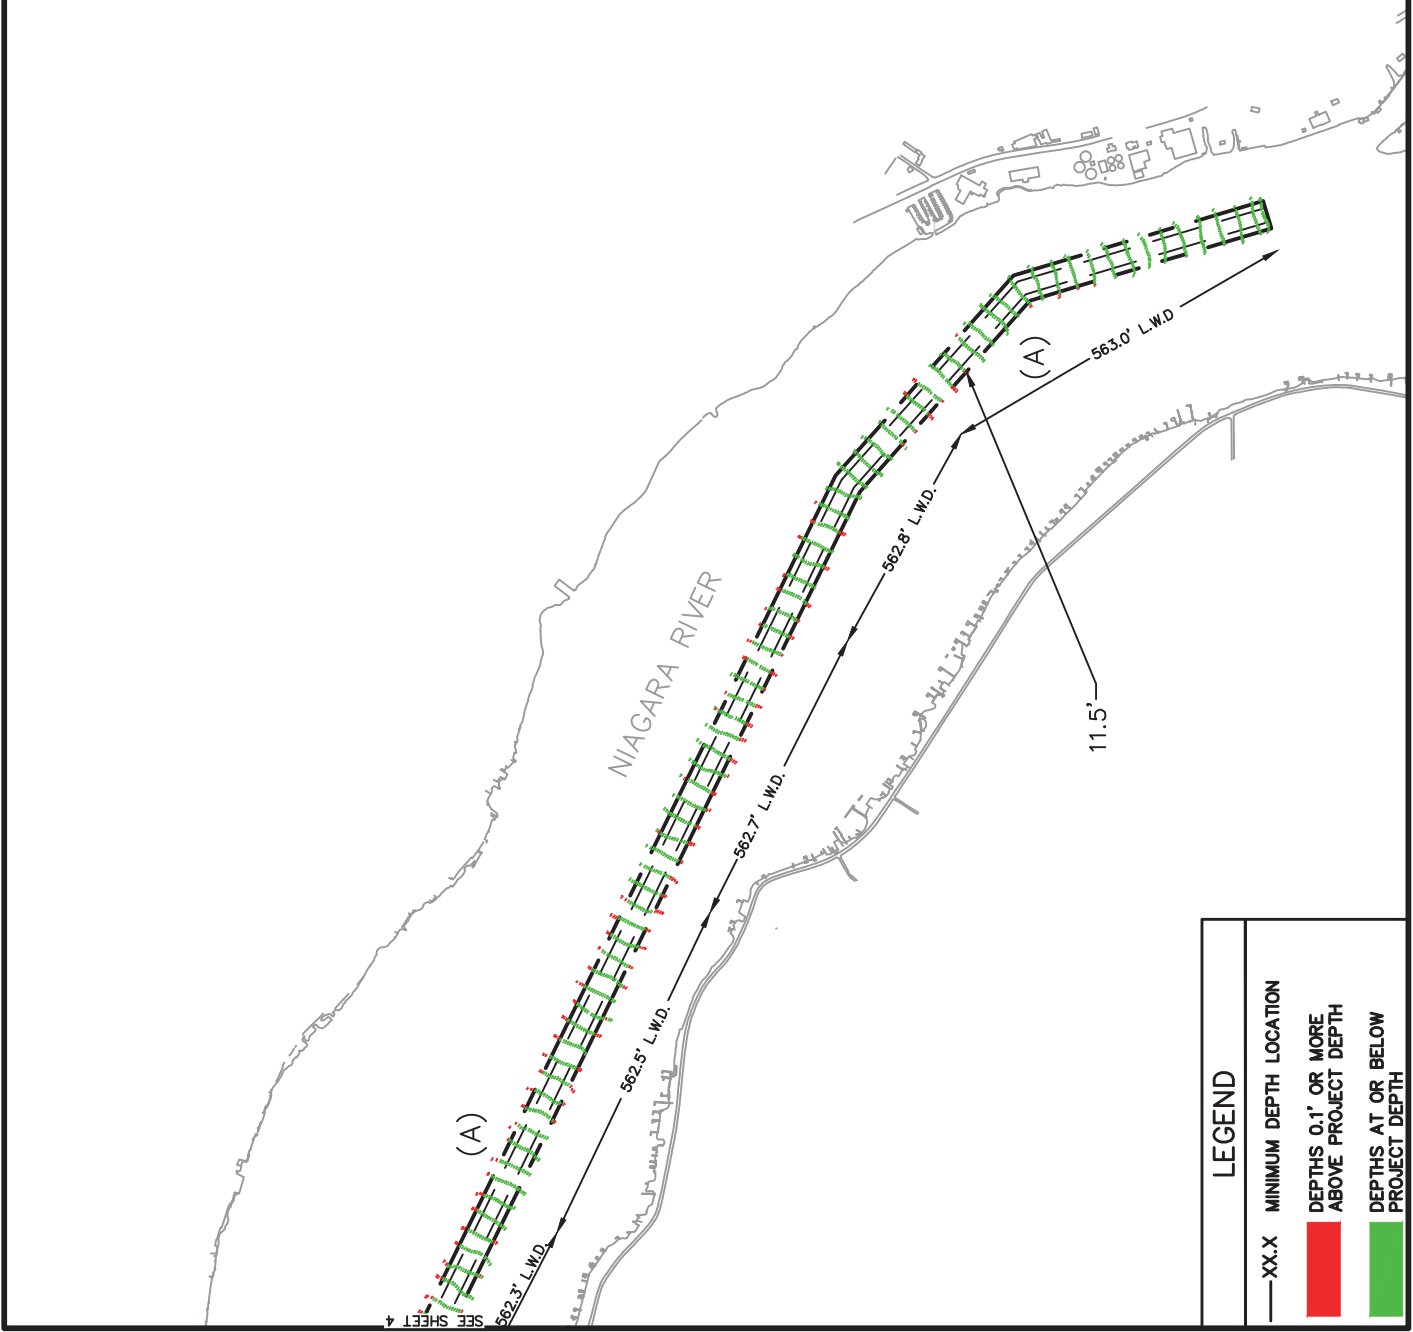 NIAGARA RIVER
(A)
563.0' L.W.D
562.8' L.W.D.
11.5'
562.7' L.W.D.
562.5' L.W.D.
(A)
562.3' L.W.D.
SEE SHEET 4
LEGEND
XX.X MINIMUM DEPTH LOCATION
DEPTHS 0.1' OR MORE
ABOVE PROJECT DEPTH
DEPTHS AT OR BELOW
PROJECT DEPTH